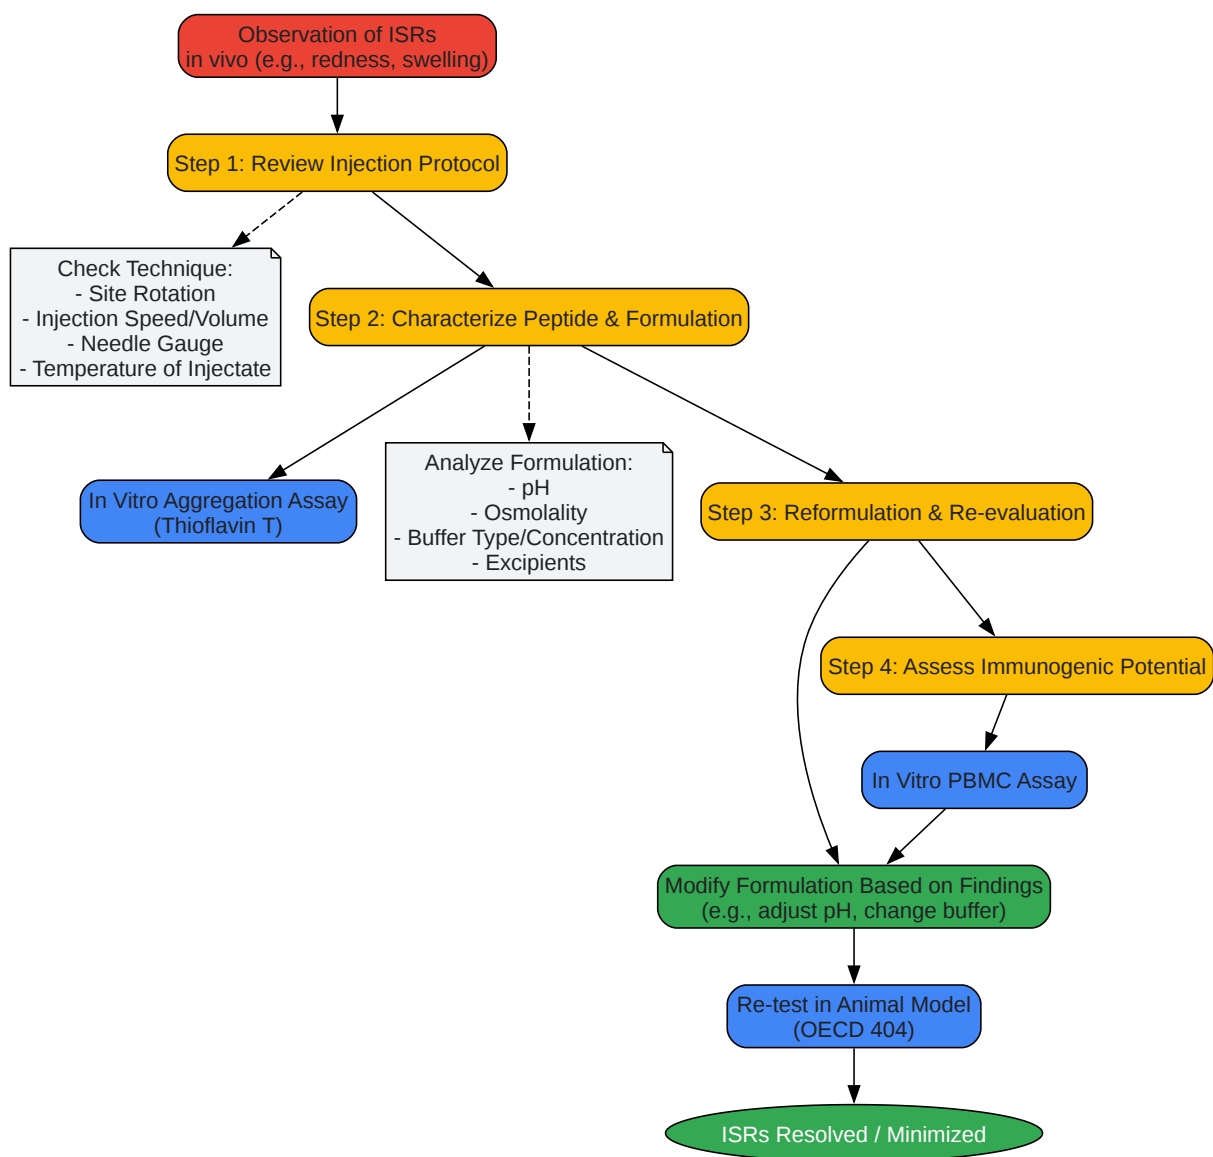 Observation of ISRs
in vivo (e.g., redness, swelling)
Step 1: Review Injection Protocol
Check Technique:
- Site Rotation
- Injection Speed/Volume
- Needle Gauge
- Temperature of Injectate
Step 2: Characterize Peptide & Formulation
In Vitro Aggregation Assay
(Thioflavin T)
Analyze Formulation:
- pH
- Osmolality
- Buffer Type/Concentration
- Excipients
Step 3: Reformulation & Re-evaluation
Step 4: Assess Immunogenic Potential
In Vitro PBMC Assay
Modify Formulation Based on Findings
(e.g., adjust pH, change buffer)
Re-test in Animal Model
(OECD 404)
ISRs Resolved / Minimized